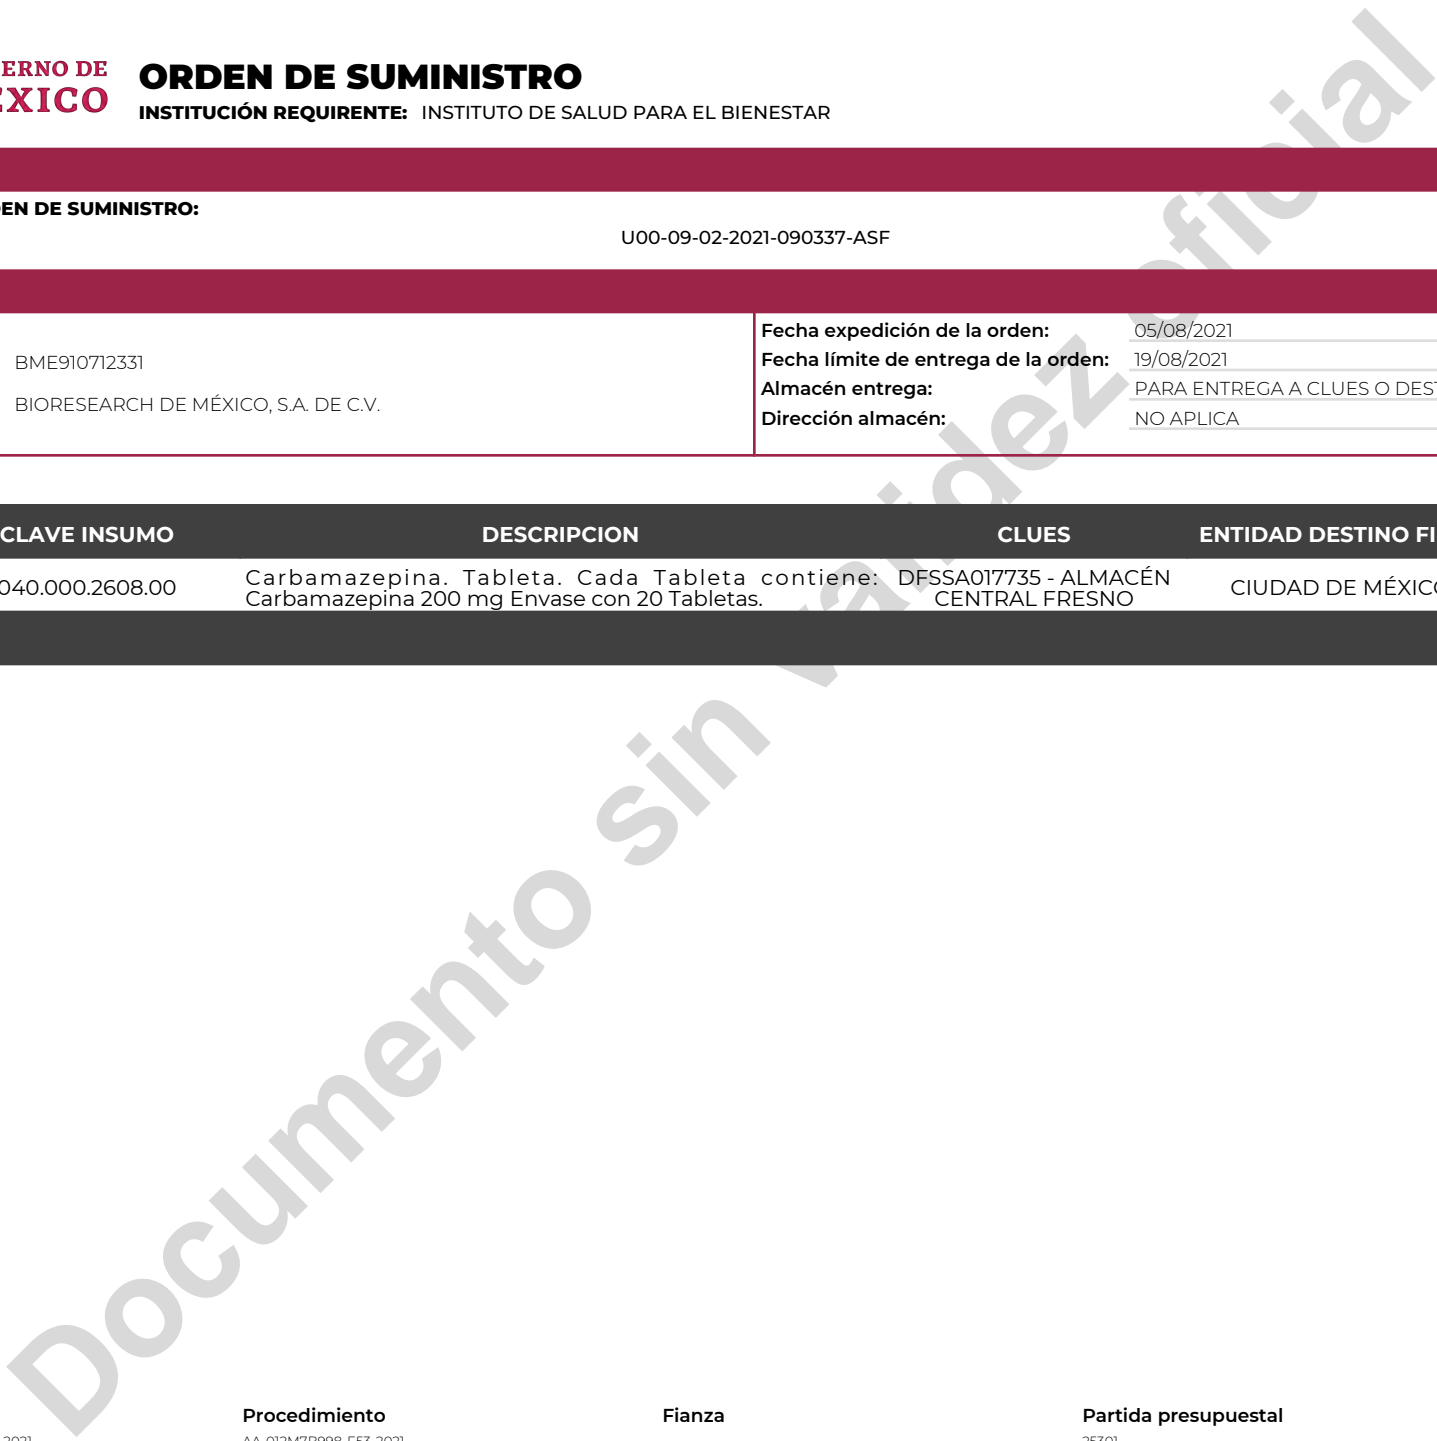 ERNO DE
ÉXICO
ORDEN DE SUMINISTRO
INSTITUCIÓN REQUIRENTE: INSTITUTO DE SALUD PARA EL BIENESTAR
EN DE SUMINISTRO:
U00-09-02-2021-090337-ASF
BME910712331
BIORESEARCH DE MÉXICO, S.A. DE C.V.
Fecha expedición de la orden: 05/08/2021
Fecha límite de entrega de la orden: 19/08/2021
Almacén entrega: PARA ENTREGA A CLUES O DEST
Dirección almacén: NO APLICA
CLAVE INSUMO DESCRIPCION CLUES ENTIDAD DESTINO FI
040.000.2608.00 Carbamazepina. Tableta. Cada Tableta contiene: Carbamazepina 200 mg Envase con 20 Tabletas. DFSSA017735 - ALMACÉN CENTRAL FRESNO CIUDAD DE MÉXICO
Documento sin validez oficial
Procedimiento Fianza Partida presupuestal